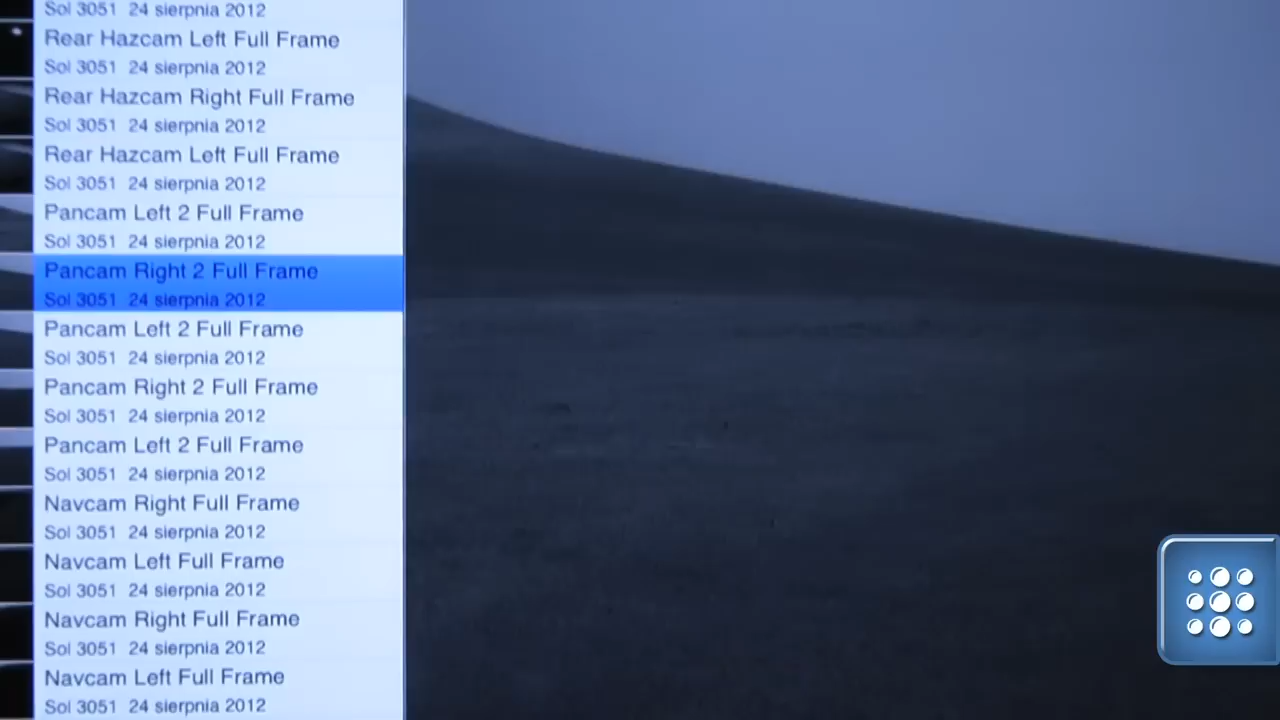 Sol 3051 24 sierpnia 2012
Rear Hazcam Left Full Frame
Sol 3051 24 sierpnia 2012
Rear Hazcam Right Full Frame
Sol 3051 24 sierpnia 2012
Rear Hazcam Left Full Frame
Sol 3051 24 sierpnia 2012
Pancam Left 2 Full Frame
Sol 3051 24 sierpnia 2012
Pancam Right 2 Full Frame
Sol 3051 24 sierpnia 2012
Pancam Left 2 Full Frame
Sol 3051 24 sierpnia 2012
Pancam Right 2 Full Frame
Sol 3051 24 sierpnia 2012
Pancam Left 2 Full Frame
Sol 3051 24 sierpnia 2012
Navcam Right Full Frame
Sol 3051 24 sierpnia 2012
Navcam Left Full Frame
Sol 3051 24 sierpnia 2012
Navcam Right Full Frame
Sol 3051 24 sierpnia 2012
Navcam Left Full Frame
Sol 3051 24 sierpnia 2012